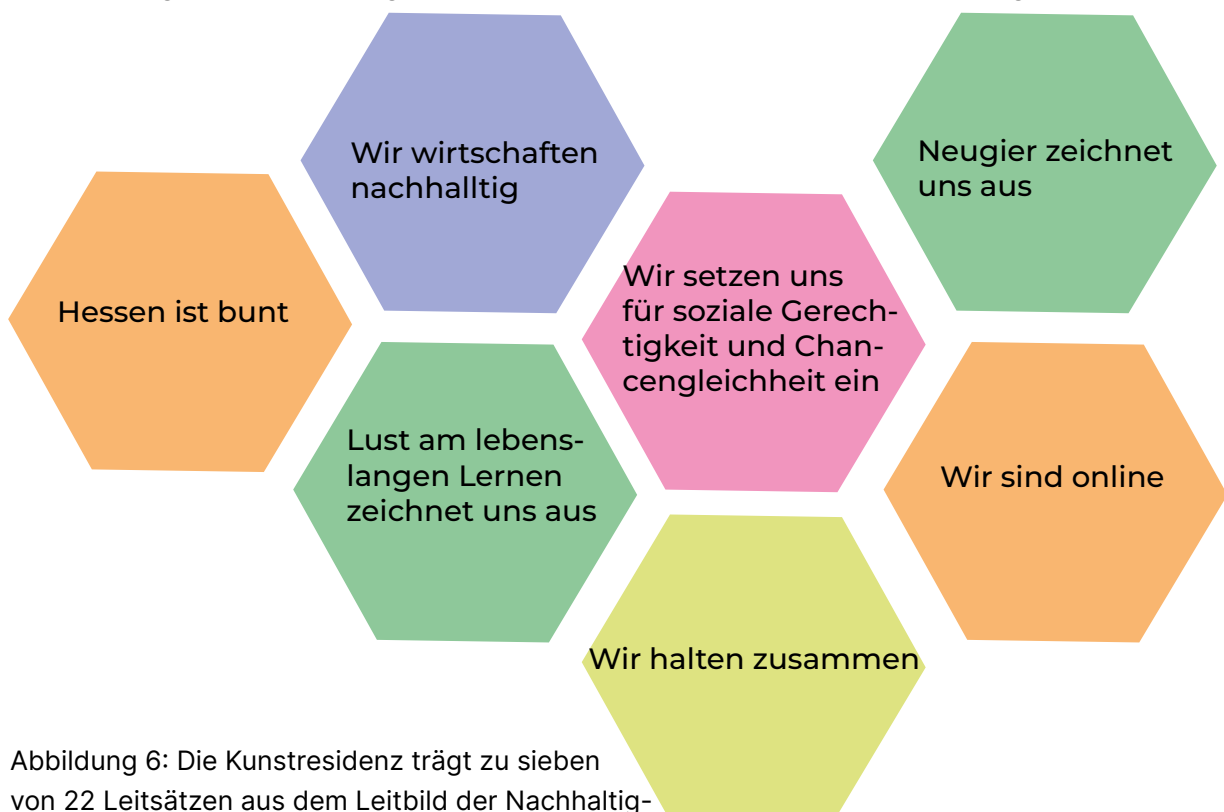 Wir wirtschaften
nachhalltig
Neugier zeichnet
uns aus
Hessen ist bunt
Wir setzen uns
für soziale Gerech-
tigkeit und Chan-
cengleichheit ein
Lust am lebens-
langen Lernen
zeichnet uns aus
Wir sind online
Wir halten zusammen
Abbildung 6: Die Kunstresidenz trägt zu sieben
von 22 Leitsätzen aus dem Leitbild der Nachhaltig-